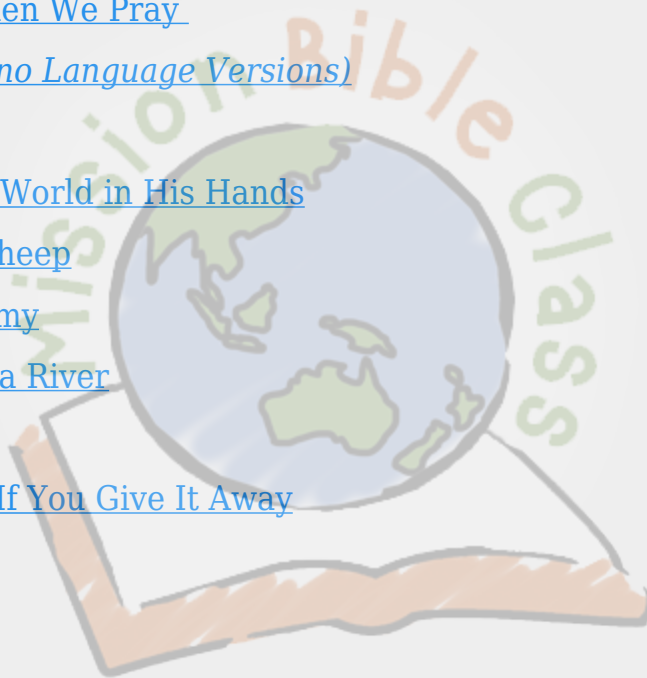 en We Pray
no Language Versions)
World in His Hands
heep
my
a River
If You Give It Away
Mission Bible Class